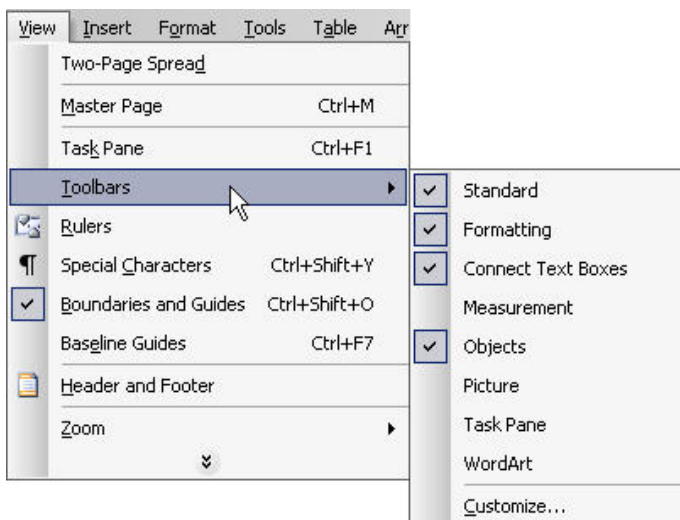 View Insert Format Tools Table Arr
Two-Page Spread
Master Page Ctrl+M
Task Pane Ctrl+F1
Toolbars
Rulers
Special Characters Ctrl+Shift+Y
Boundaries and Guides Ctrl+Shift+O
Baseline Guides Ctrl+F7
Header and Footer
Zoom
Standard
Formatting
Connect Text Boxes
Measurement
Objects
Picture
Task Pane
WordArt
Customize...